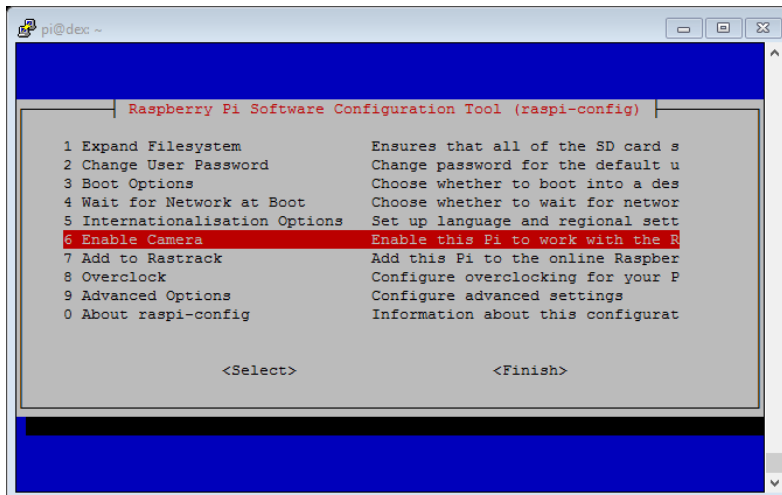 pi@dex: ~
Raspberry Pi Software Configuration Tool (raspi-config)
1 Expand Filesystem Ensures that all of the SD card s
2 Change User Password Change password for the default u
3 Boot Options Choose whether to boot into a des
4 Wait for Network at Boot Choose whether to wait for networ
5 Internationalisation Options Set up language and regional sett
6 Enable Camera Enable this Pi to work with the R
7 Add to Rastrack Add this Pi to the online Raspber
8 Overclock Configure overclocking for your P
9 Advanced Options Configure advanced settings
0 About raspi-config Information about this configurat
<Select> <Finish>